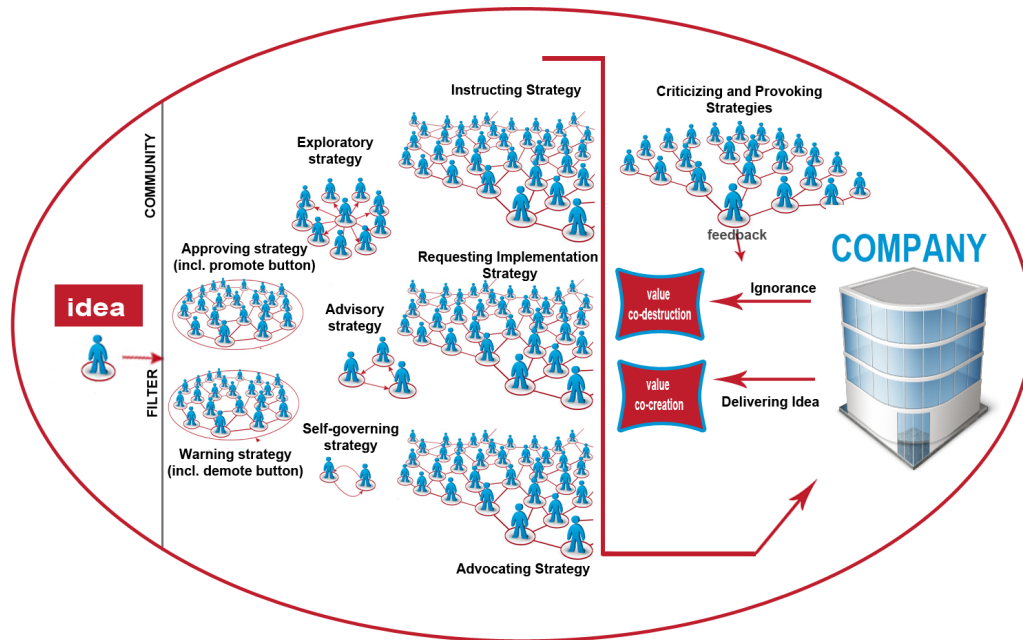 idea
COMMUNITY
FILTER
Approving strategy
(incl. promote button)
Warning strategy
(incl. demote button)
Exploratory
strategy
Advisory
strategy
Self-governing
strategy
Instructing Strategy
Requesting Implementation
Strategy
Advocating Strategy
Criticizing and Provoking
Strategies
feedback
value
co-destruction
Ignorance
value
co-creation
Delivering Idea
COMPANY